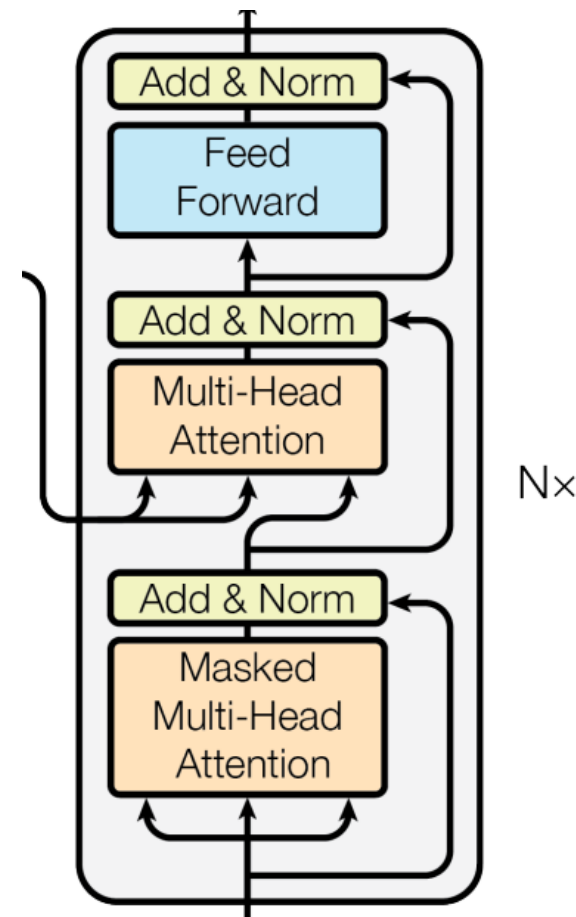 Add & Norm
Feed
Forward
Add & Norm
Multi-Head
Attention
N×
Add & Norm
Masked
Multi-Head
Attention